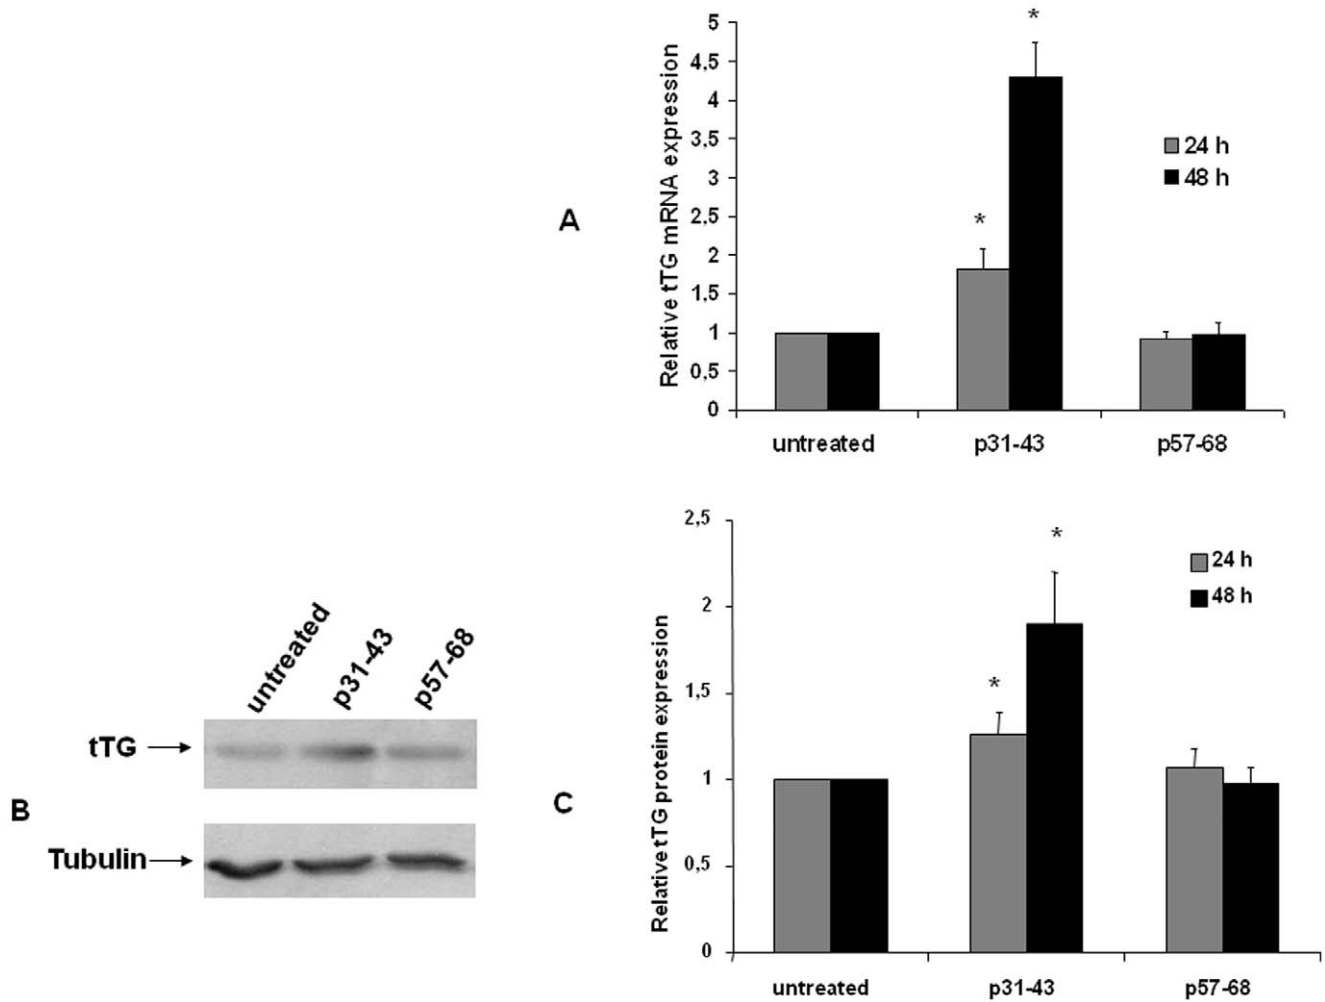 A
Relative tTG mRNA expression
5
4,5
4
3,5
3
2,5
2
1,5
1
0,5
0
*
*
24 h
48 h
untreated p31-43 p57-68
B
untreated p31-43 p57-68
tTG
Tubulin
C
Relative tTG protein expression
2,5
2
1,5
1
0,5
0
*
*
24 h
48 h
untreated p31-43 p57-68